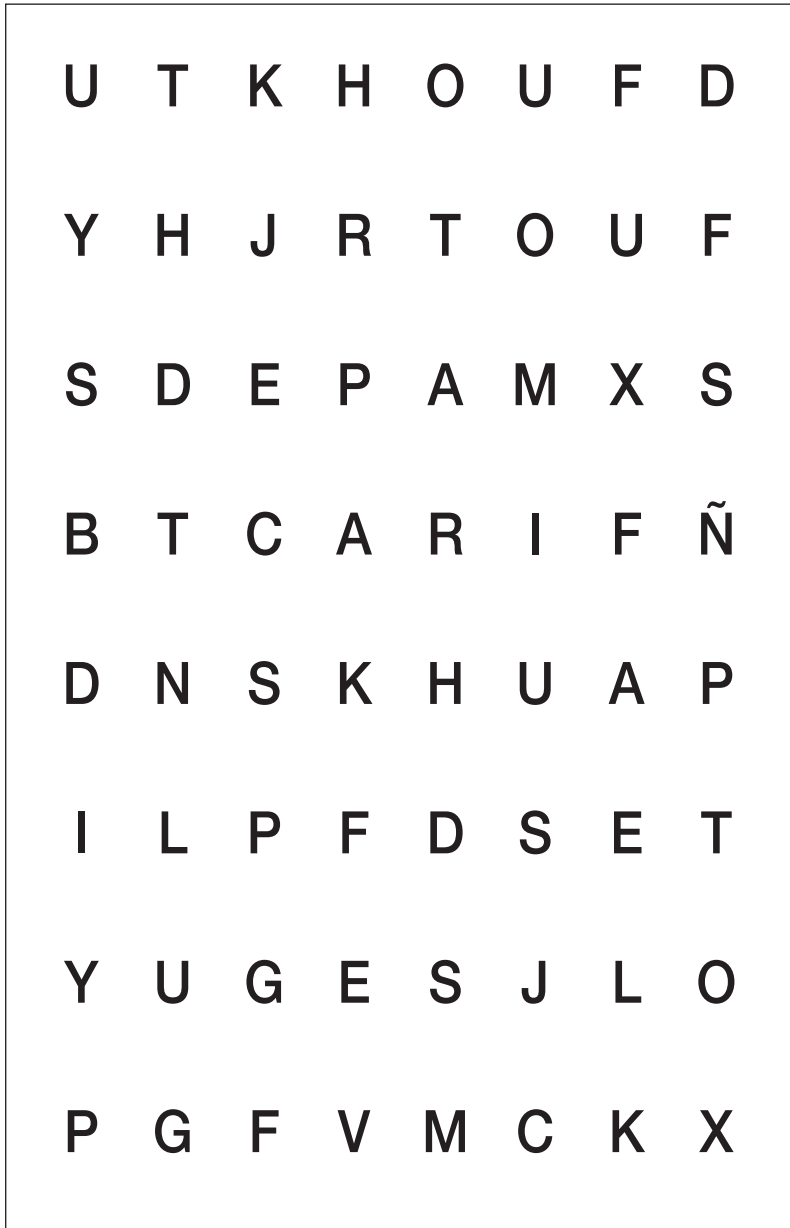 U T K H O U F D
Y H J R T O U F
S D E P A M X S
B T C A R I F Ñ
D N S K H U A P
I L P F D S E T
Y U G E S J L O
P G F V M C K X